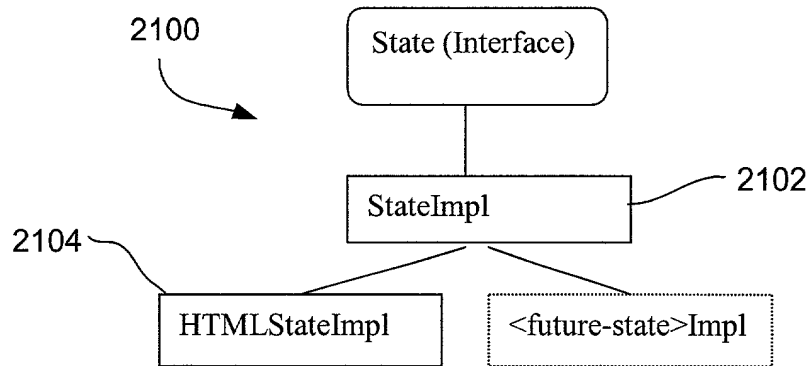 2100
State (Interface)
StateImpl
2102
2104
HTMLStateImpl
<future-state>Impl